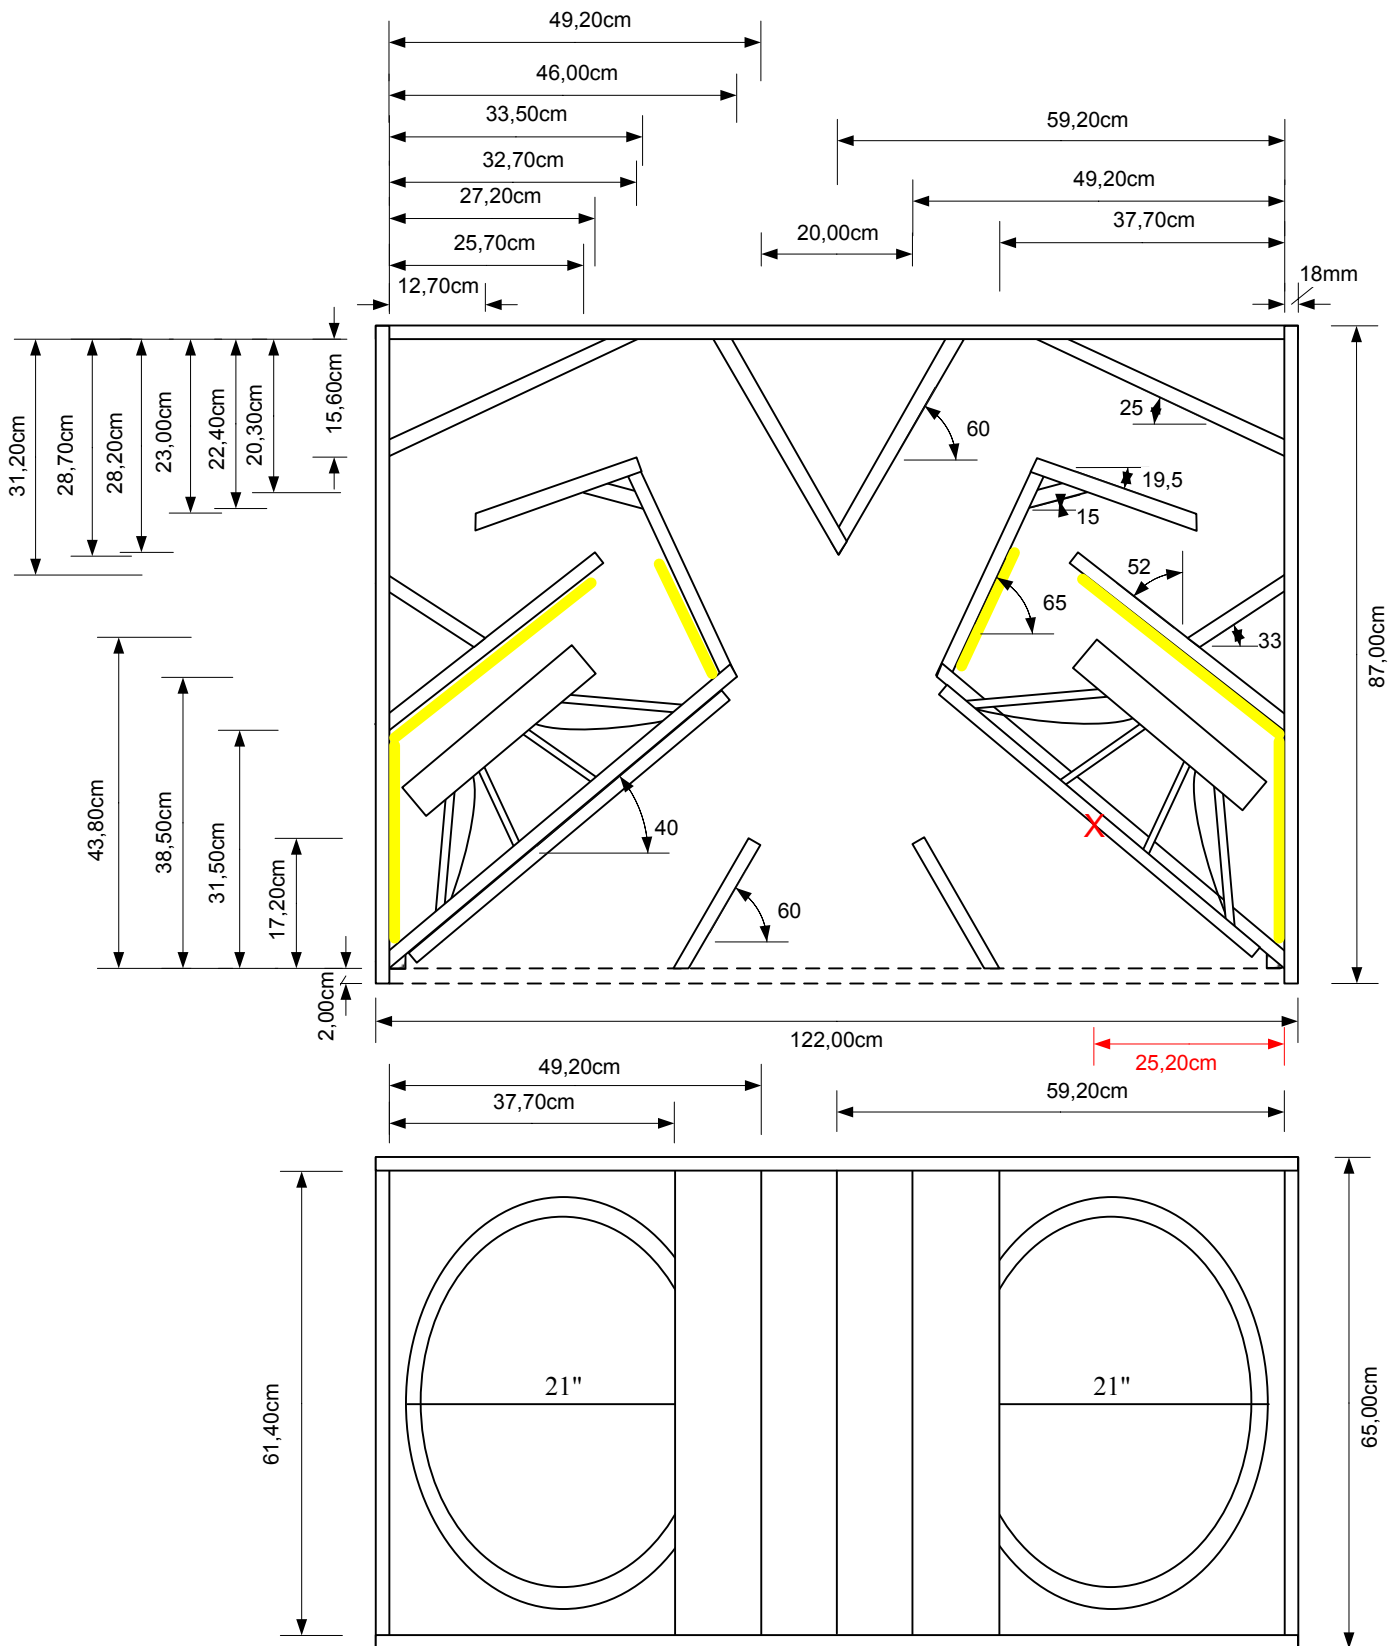 49,20cm
46,00cm
33,50cm
59,20cm
32,70cm
49,20cm
27,20cm
37,70cm
20,00cm
25,70cm
18mm
12,70cm
31,20cm
28,70cm
28,20cm
23,00cm
22,40cm
20,30cm
15,60cm
25
60
19,5
15
52
65
33
87,00cm
43,80cm
38,50cm
31,50cm
17,20cm
2,00cm
40
X
60
122,00cm
25,20cm
49,20cm
59,20cm
37,70cm
21"
21"
61,40cm
65,00cm